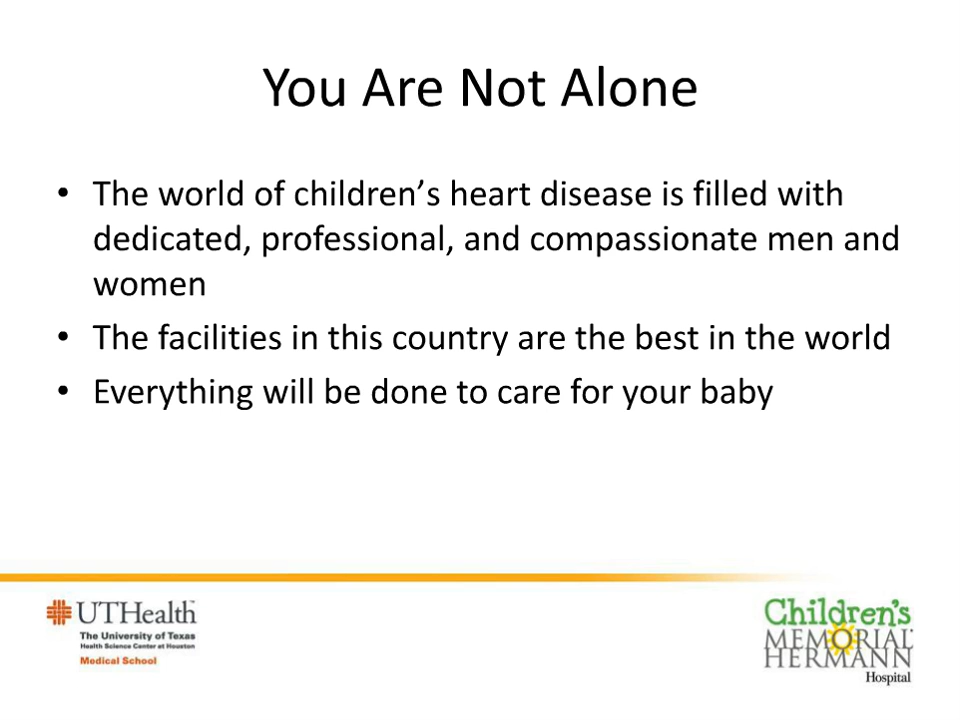 You Are Not Alone
• The world of children’s heart disease is filled with
dedicated, professional, and compassionate men and
women
• The facilities in this country are the best in the world
• Everything will be done to care for your baby
UTHealth™
The University of Texas
Health Science Center at Houston
Medical School
Children's
MEMORIAL
HERMANN
Hospital